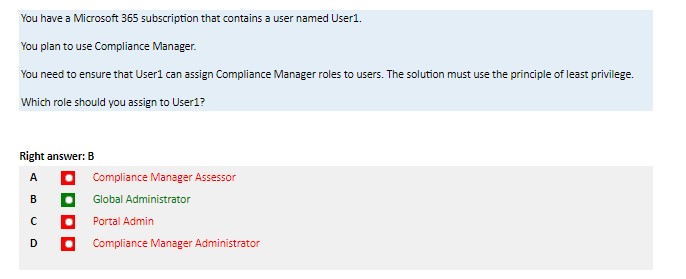 You have a Microsoft 365 subscription that contains a user named User1.
You plan to use Compliance Manager.
You need to ensure that User1 can assign Compliance Manager roles to users. The solution must use the principle of least privilege.
Which role should you assign to User1?
Right answer: B
A Compliance Manager Assessor
B Global Administrator
C Portal Admin
D Compliance Manager Administrator